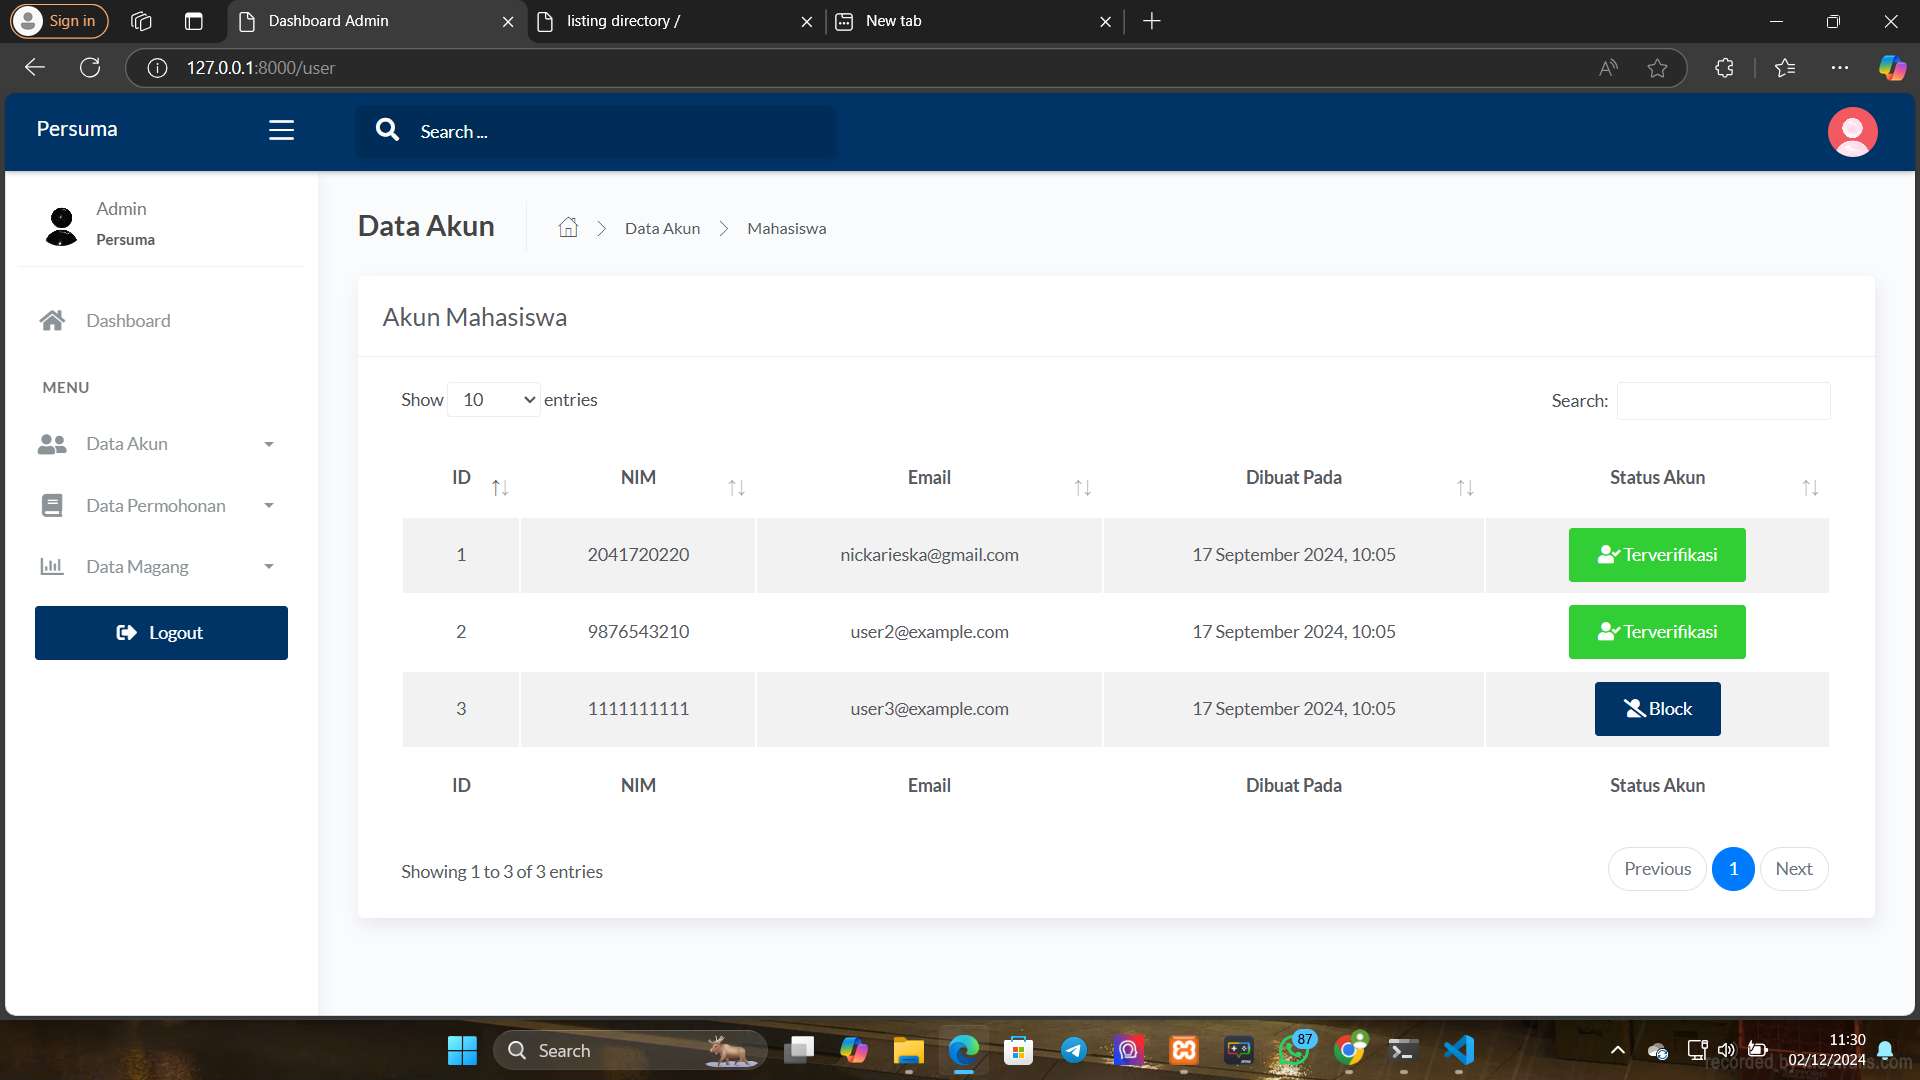 Sign in
Dashboard Admin
listing directory /
New tab
127.0.0.1:8000/user
Persuma
Search ...
Admin
Persuma
Dashboard
MENU
Data Akun
Data Permohonan
Data Magang
Logout
Data Akun
Data Akun
Mahasiswa
Akun Mahasiswa
Show 10 entries
Search:
ID NIM Email Dibuat Pada Status Akun
1 2041720220 nickarieska@gmail.com 17 September 2024, 10:05 Terverifikasi
2 9876543210 user2@example.com 17 September 2024, 10:05 Terverifikasi
3 1111111111 user3@example.com 17 September 2024, 10:05 Block
ID NIM Email Dibuat Pada Status Akun
Showing 1 to 3 of 3 entries
Previous 1 Next
Search
87
11:30
02/12/2024